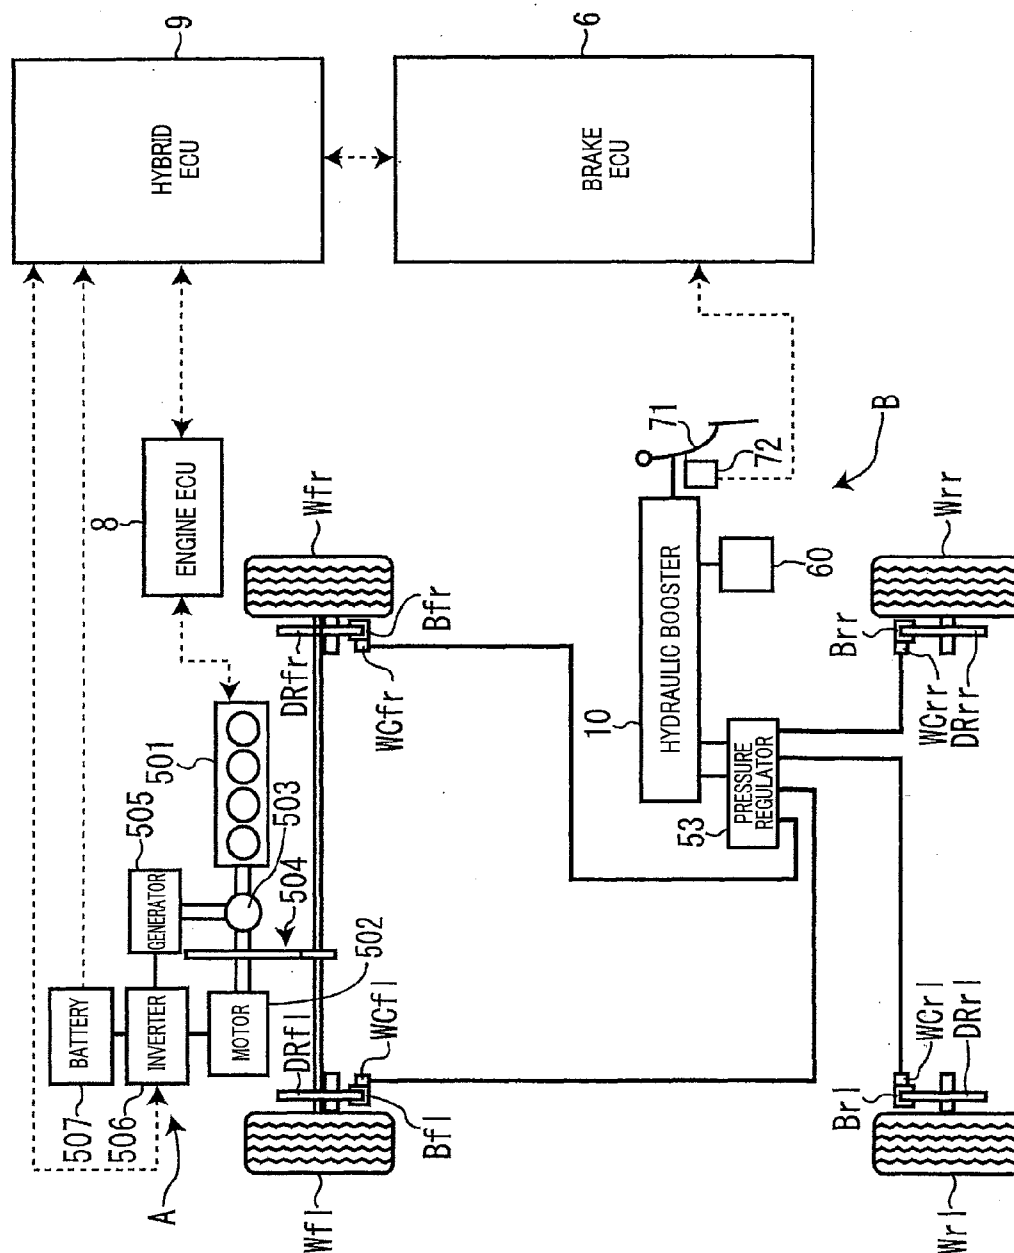 9
HYBRID
ECU
6
BRAKE
ECU
8
ENGINE ECU
71
72
B
Wfr
Bfr
DRfr
WCfr
10
HYDRAULIC BOOSTER
60
Wrr
Brr
WCrr
DRrr
53
PRESSURE
REGULATOR
501
503
504
505
GENERATOR
502
MOTOR
BATTERY
INVERTER
507
506
A
DRfl
WCfl
Bfl
Wfl
WCrl
DRrl
Brl
Wrl